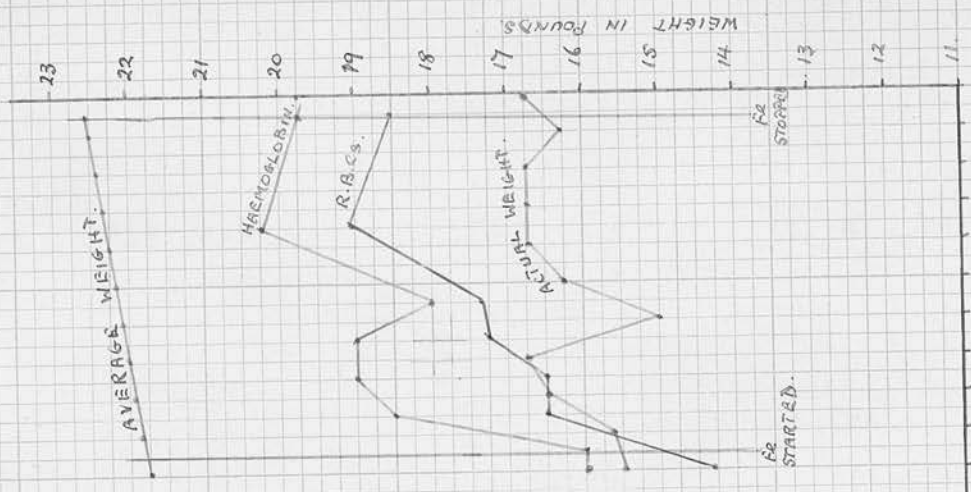 23
22
21
20
19
18
17
16
15
14
13
12
11
WEIGHT IN POUNDS.
AVERAGE WEIGHT.
HAEMOGLOBIN.
R.B.Cs.
ACTUAL WEIGHT.
Fe
STOPPED
Fe
STARTED.